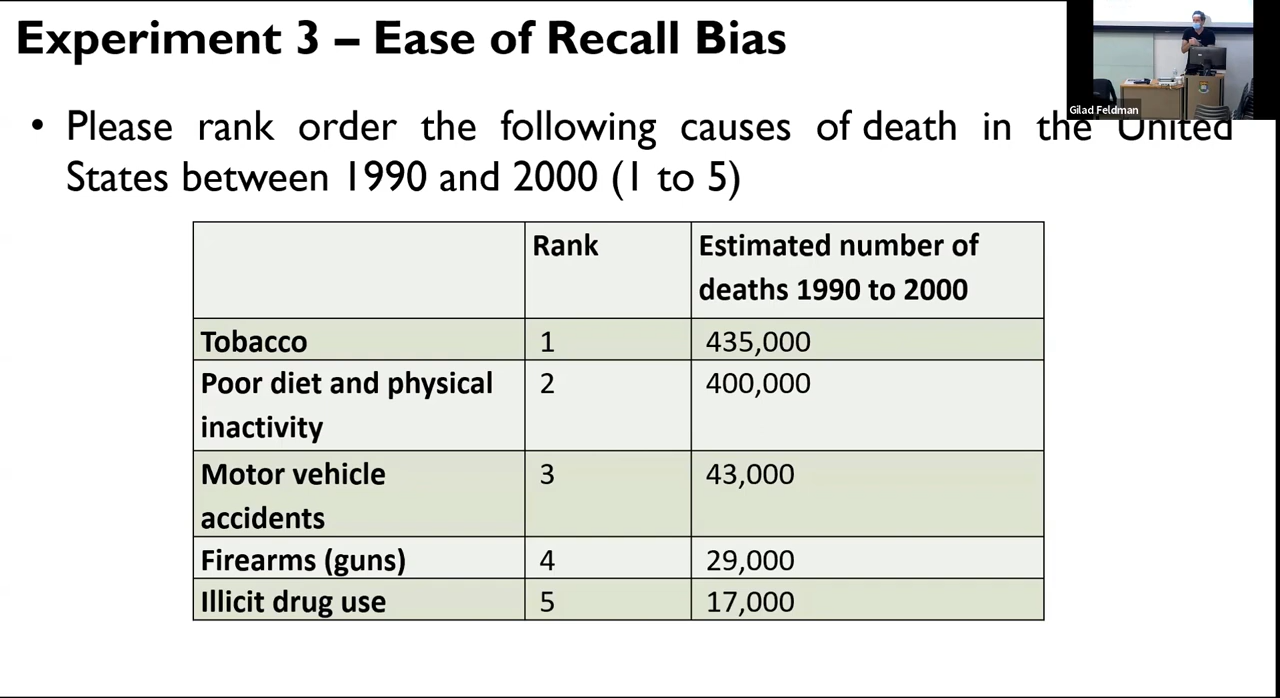 Experiment 3 – Ease of Recall Bias
Gilad Feldman
• Please rank order the following causes of death in the United
States between 1990 and 2000 (1 to 5)
Rank
Estimated number of
deaths 1990 to 2000
Tobacco 1 435,000
Poor diet and physical 2 400,000
inactivity
Motor vehicle 3 43,000
accidents
Firearms (guns) 4 29,000
Illicit drug use 5 17,000